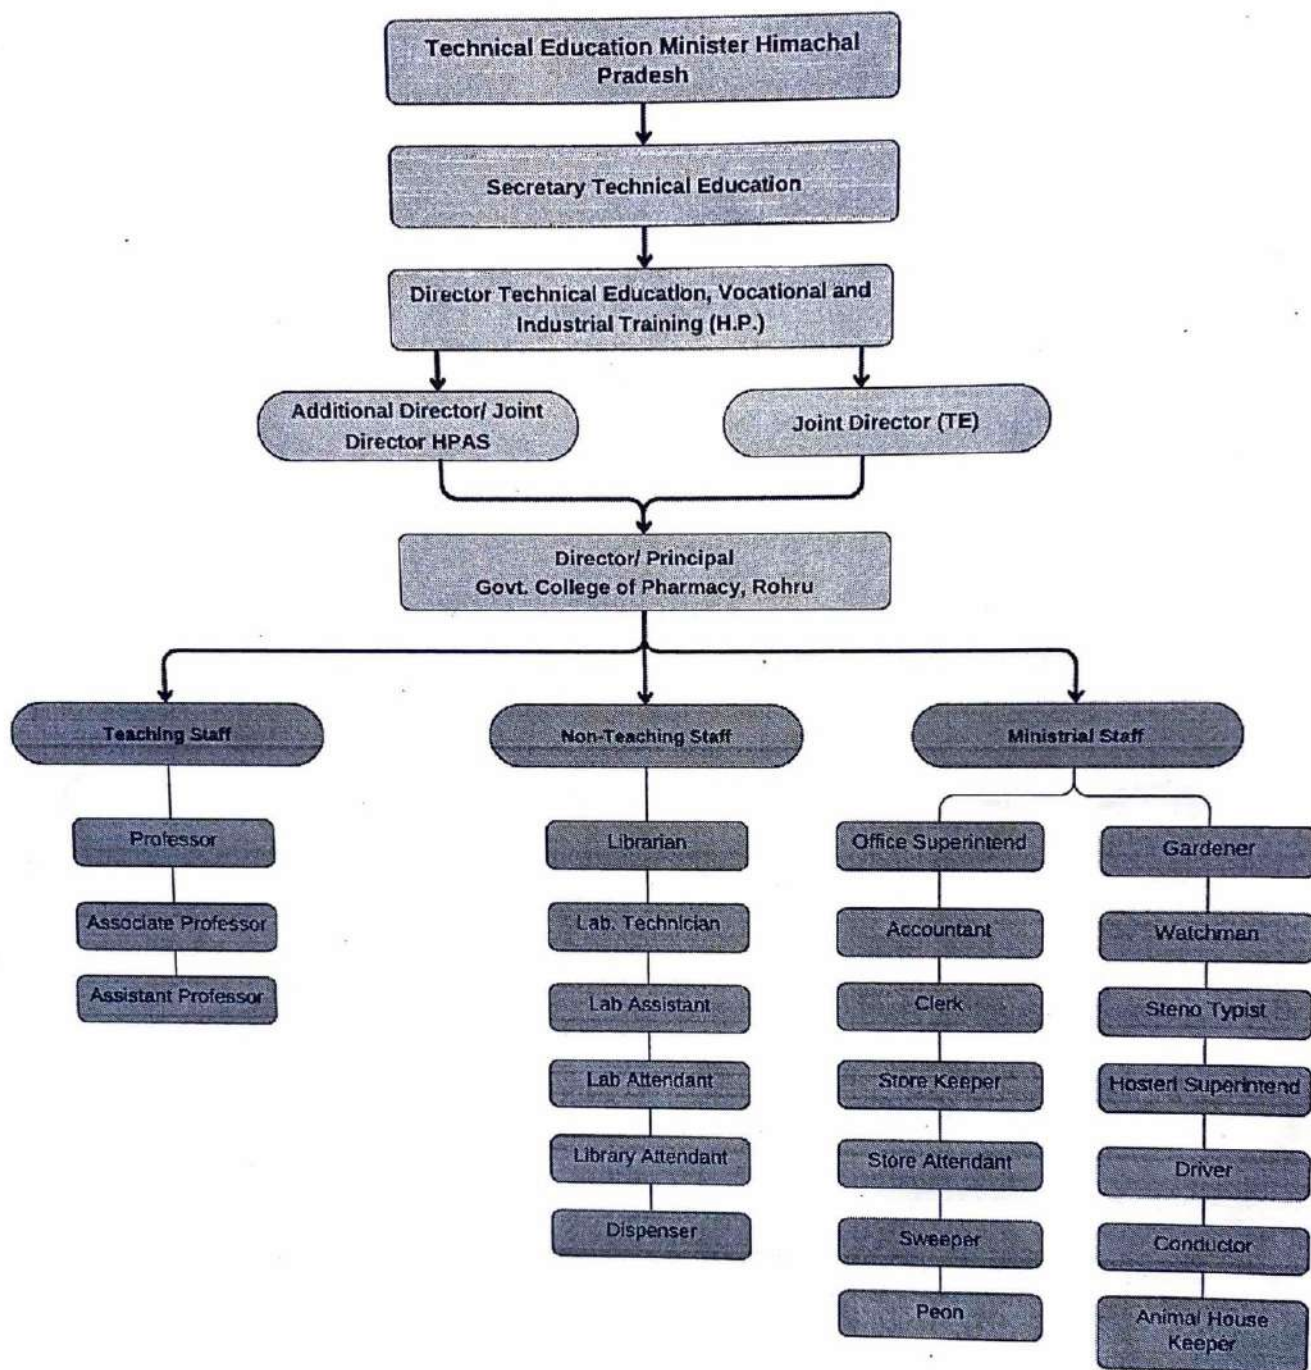 Technical Education Minister Himachal
Pradesh
Secretary Technical Education
Director Technical Education, Vocational and
Industrial Training (H.P.)
Additional Director/ Joint
Director HPAS
Joint Director (TE)
Director/ Principal
Govt. College of Pharmacy, Rohru
Teaching Staff
Professor
Associate Professor
Assistant Professor
Non-Teaching Staff
Librarian
Lab. Technician
Lab Assistant
Lab Attendant
Library Attendant
Dispenser
Ministrial Staff
Office Superintend
Accountant
Clerk
Store Keeper
Store Attendant
Sweeper
Peon
Gardener
Watchman
Steno Typist
Hosterl Superintend
Driver
Conductor
Animal House
Keeper